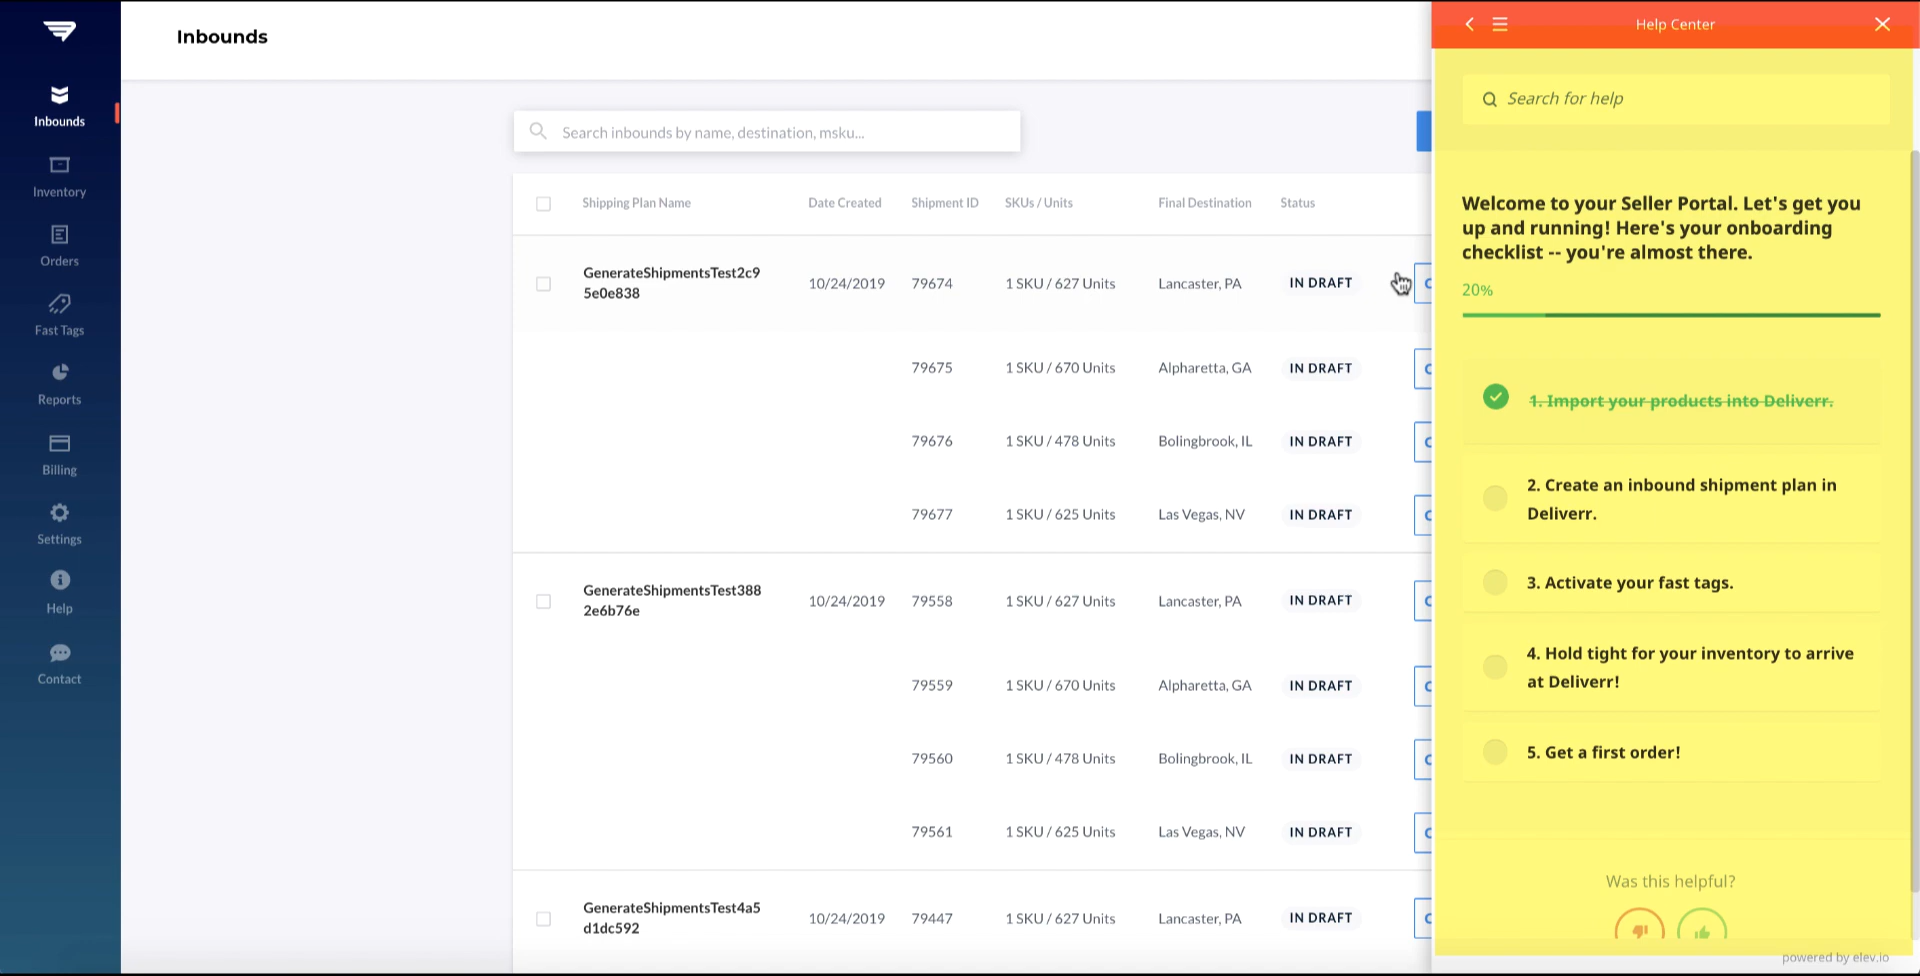 Inbounds
Inbounds
Inventory
Orders
Fast Tags
Reports
Billing
Settings
Help
Contact
Search inbounds by name, destination, msku...
Shipping Plan Name Date Created Shipment ID SKUs / Units Final Destination Status
GenerateShipmentsTest2c9
5e0e838
10/24/2019 79674 1 SKU / 627 Units Lancaster, PA IN DRAFT
79675 1 SKU / 670 Units Alpharetta, GA IN DRAFT
79676 1 SKU / 478 Units Bolingbrook, IL IN DRAFT
79677 1 SKU / 625 Units Las Vegas, NV IN DRAFT
GenerateShipmentsTest388
2e6b76e
10/24/2019 79558 1 SKU / 627 Units Lancaster, PA IN DRAFT
79559 1 SKU / 670 Units Alpharetta, GA IN DRAFT
79560 1 SKU / 478 Units Bolingbrook, IL IN DRAFT
79561 1 SKU / 625 Units Las Vegas, NV IN DRAFT
GenerateShipmentsTest4a5
d1dc592
10/24/2019 79447 1 SKU / 627 Units Lancaster, PA IN DRAFT
Help Center
Search for help
Welcome to your Seller Portal. Let's get you
up and running! Here's your onboarding
checklist -- you're almost there.
20%
1. Import your products into Deliverr.
2. Create an inbound shipment plan in
Deliverr.
3. Activate your fast tags.
4. Hold tight for your inventory to arrive
at Deliverr!
5. Get a first order!
Was this helpful?
powered by elev.io